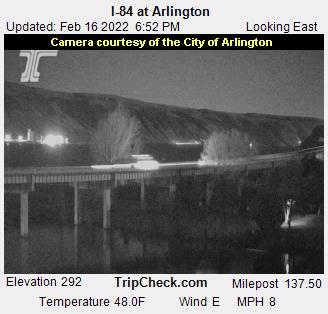 I-84 at Arlington
Updated: Feb 16 2022 6:52 PM Looking East
Camera courtesy of the City of Arlington
Elevation 292 TripCheck.com Milepost 137.50
Temperature 48.0F Wind E MPH 8